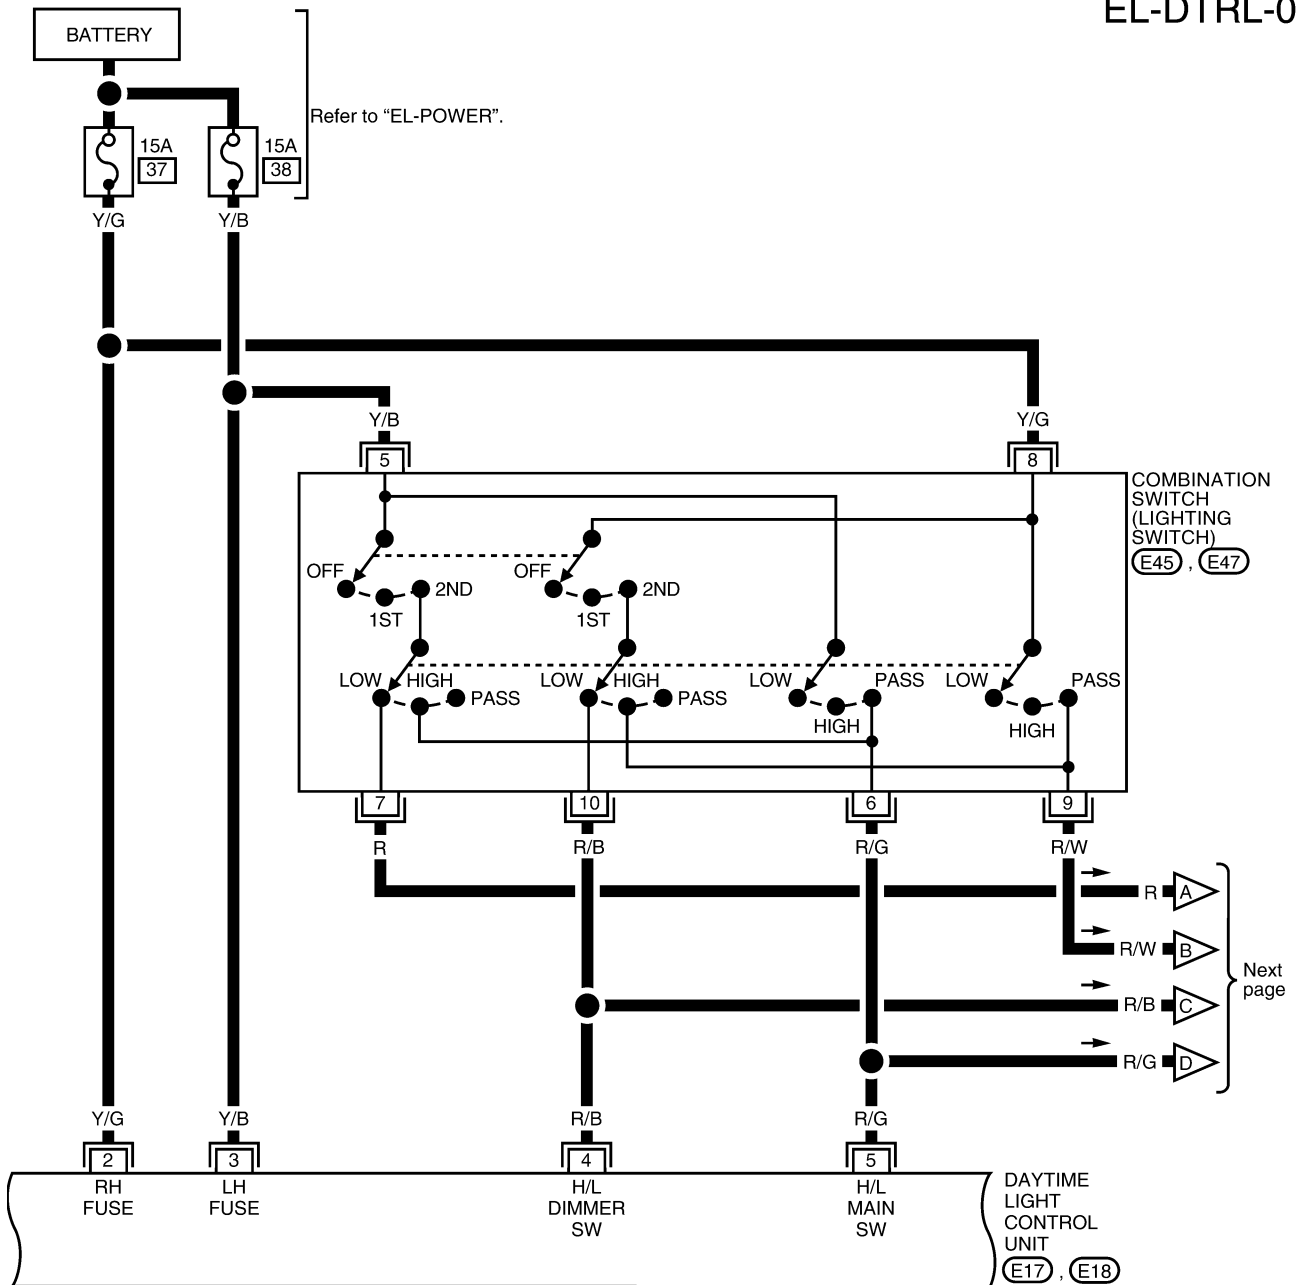 EL-DTRL-0
BATTERY
Refer to “EL-POWER”.
15A
37
15A
38
Y/G
Y/B
Y/B
Y/G
5
8
COMBINATION
SWITCH
(LIGHTING
SWITCH)
E45 , E47
OFF
1ST
2ND
OFF
1ST
2ND
LOW
HIGH
PASS
LOW
HIGH
PASS
LOW
HIGH
PASS
LOW
HIGH
PASS
7
10
6
9
R
R/B
R/G
R/W
R
A
R/W
B
R/B
C
R/G
D
Next
page
Y/G
Y/B
R/B
R/G
2
3
4
5
RH
FUSE
LH
FUSE
H/L
DIMMER
SW
H/L
MAIN
SW
DAYTIME
LIGHT
CONTROL
UNIT
E17 , E18